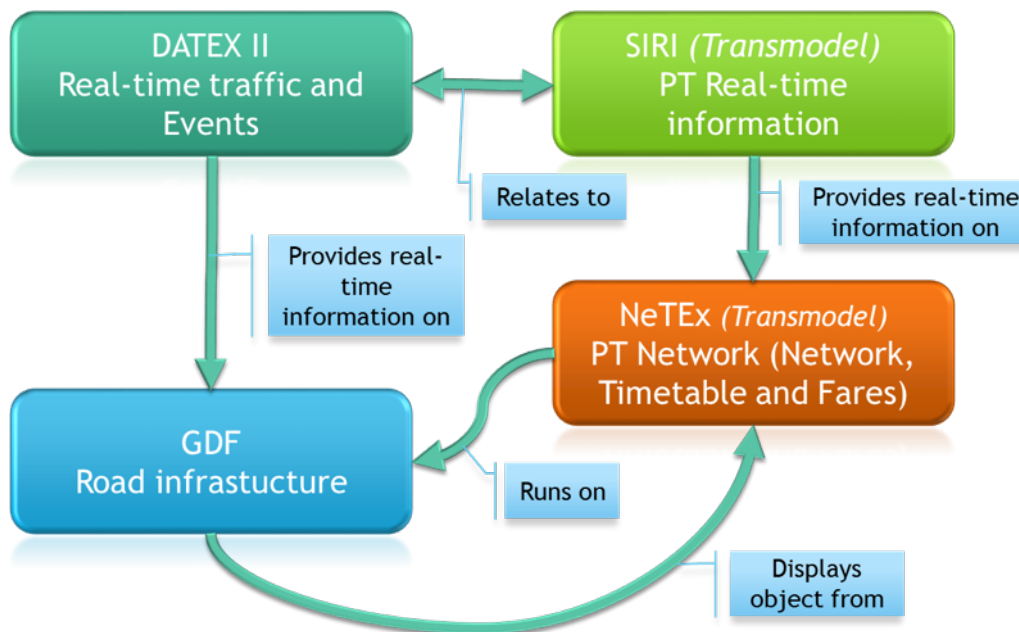 DATEX II
Real-time traffic and
Events
SIRI (Transmodel)
PT Real-time
information
Relates to
Provides real-time
information on
Provides real-
time
information on
NeTEx (Transmodel)
PT Network (Network,
Timetable and Fares)
GDF
Road infrastucture
Runs on
Displays
object from